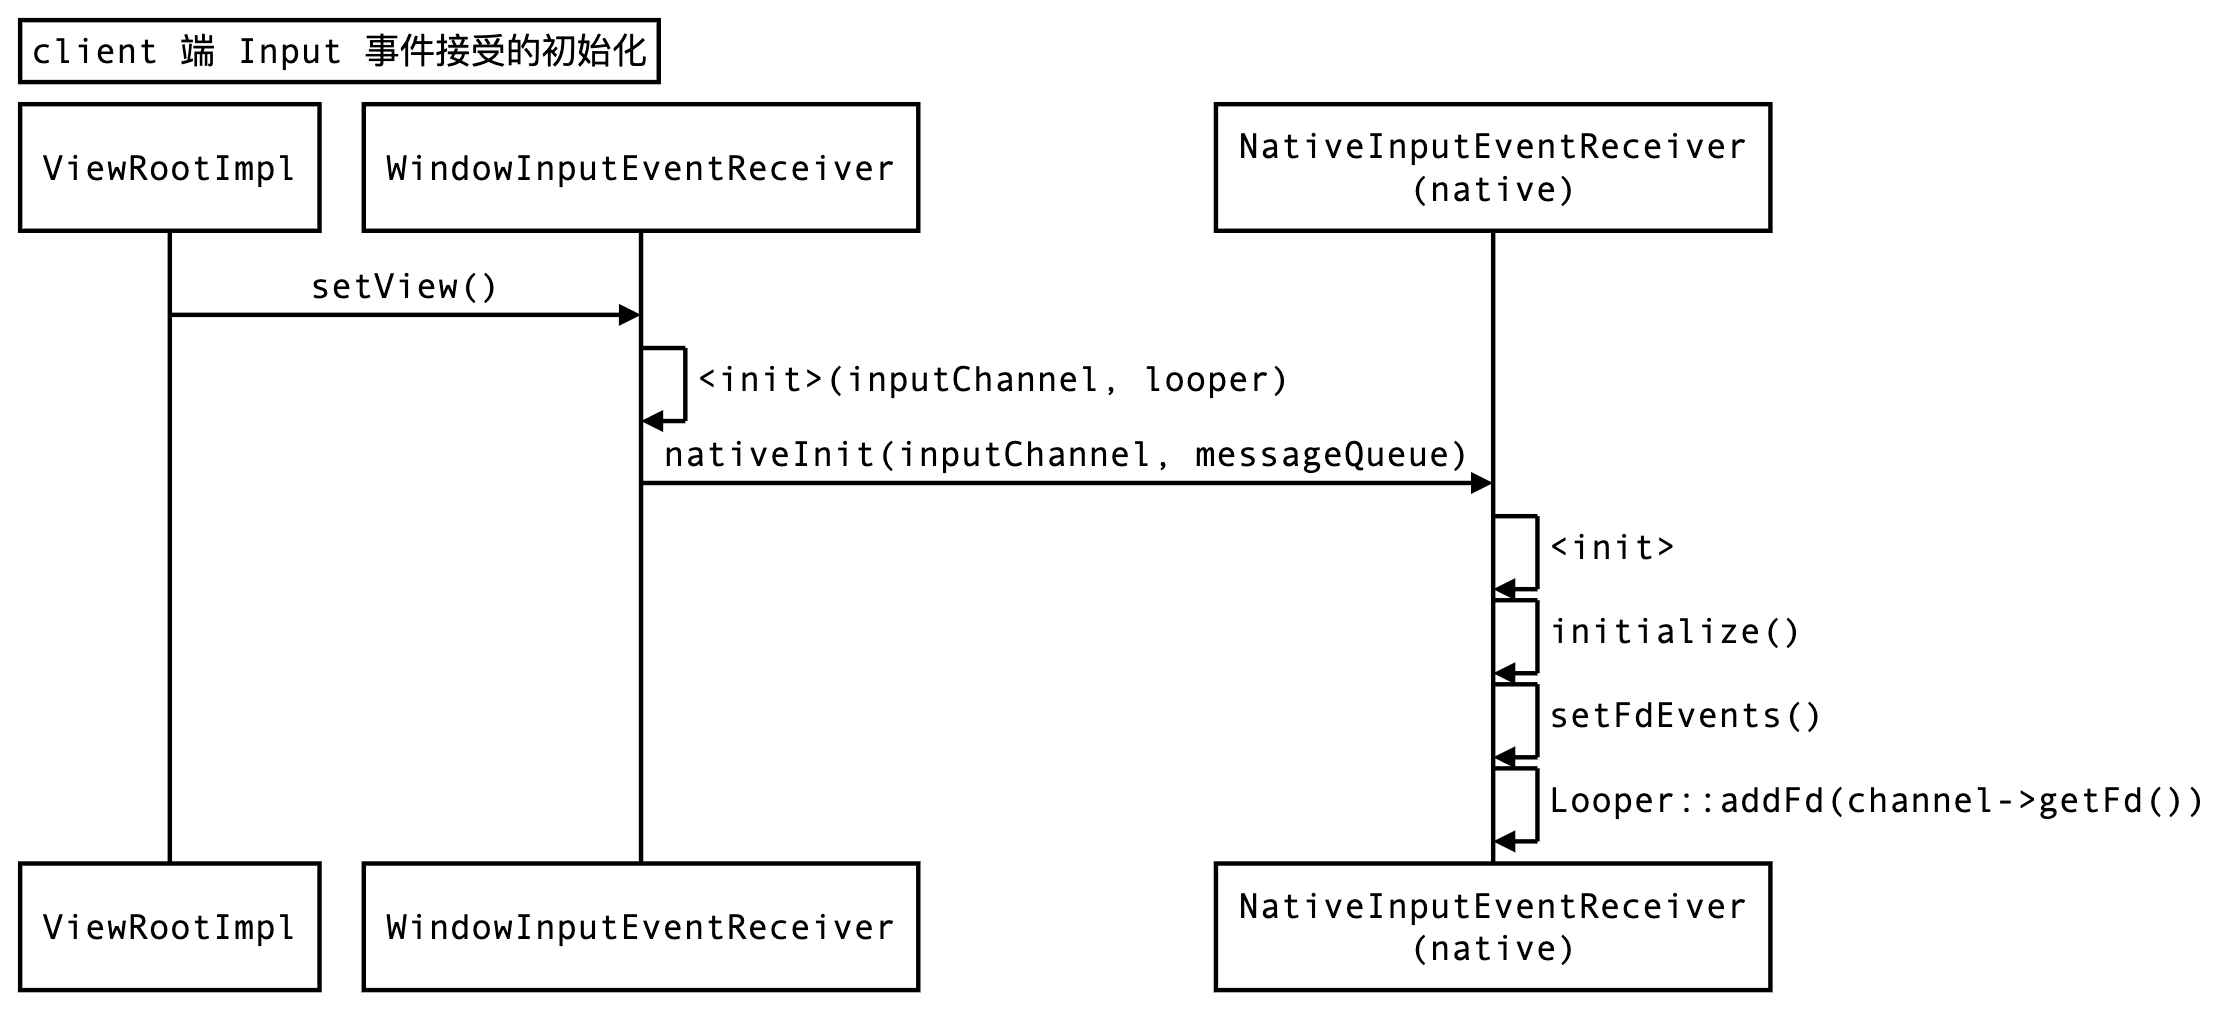 client 端 Input 事件接受的初始化
ViewRootImpl
WindowInputEventReceiver
NativeInputEventReceiver
(native)
setView()
<init>(inputChannel, looper)
nativeInit(inputChannel, messageQueue)
<init>
initialize()
setFdEvents()
Looper::addFd(channel->getFd())
ViewRootImpl
WindowInputEventReceiver
NativeInputEventReceiver
(native)